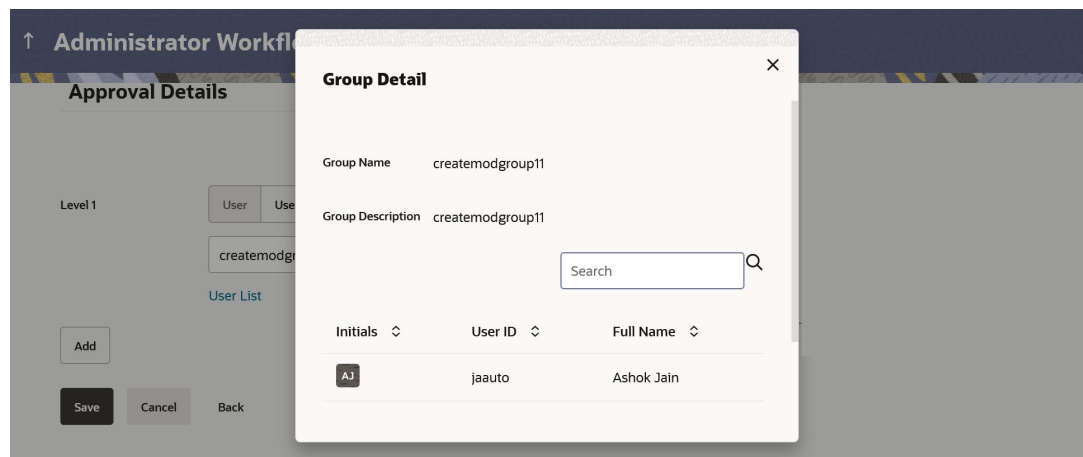 Administrator Workfl
Approval Details
Level 1
User Use
createmodgr
User List
Add
Save Cancel Back
Group Detail
Group Name createmodgroup11
Group Description createmodgroup11
Search
Initials User ID Full Name
AJ jaauto Ashok Jain